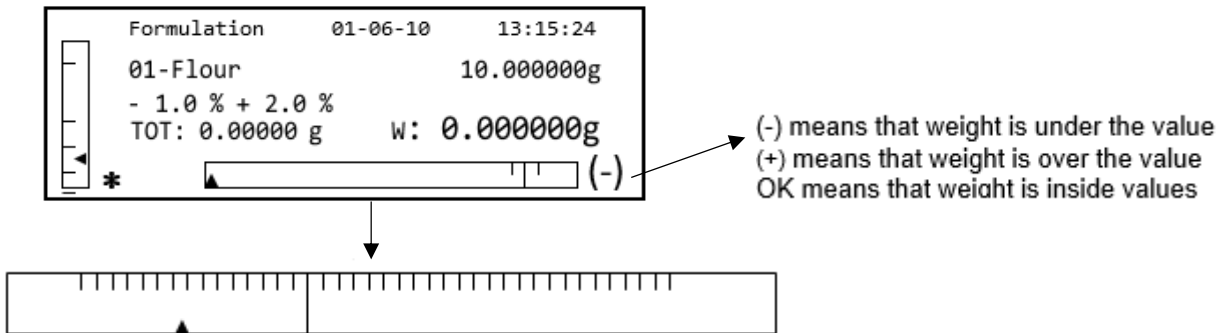 Formulation 01-06-10 13:15:24
01-Flour 10.000000g
- 1.0 % + 2.0 %
TOT: 0.00000 g W: 0.000000g
* (-)
(-) means that weight is under the value
(+) means that weight is over the value
OK means that weight is inside values